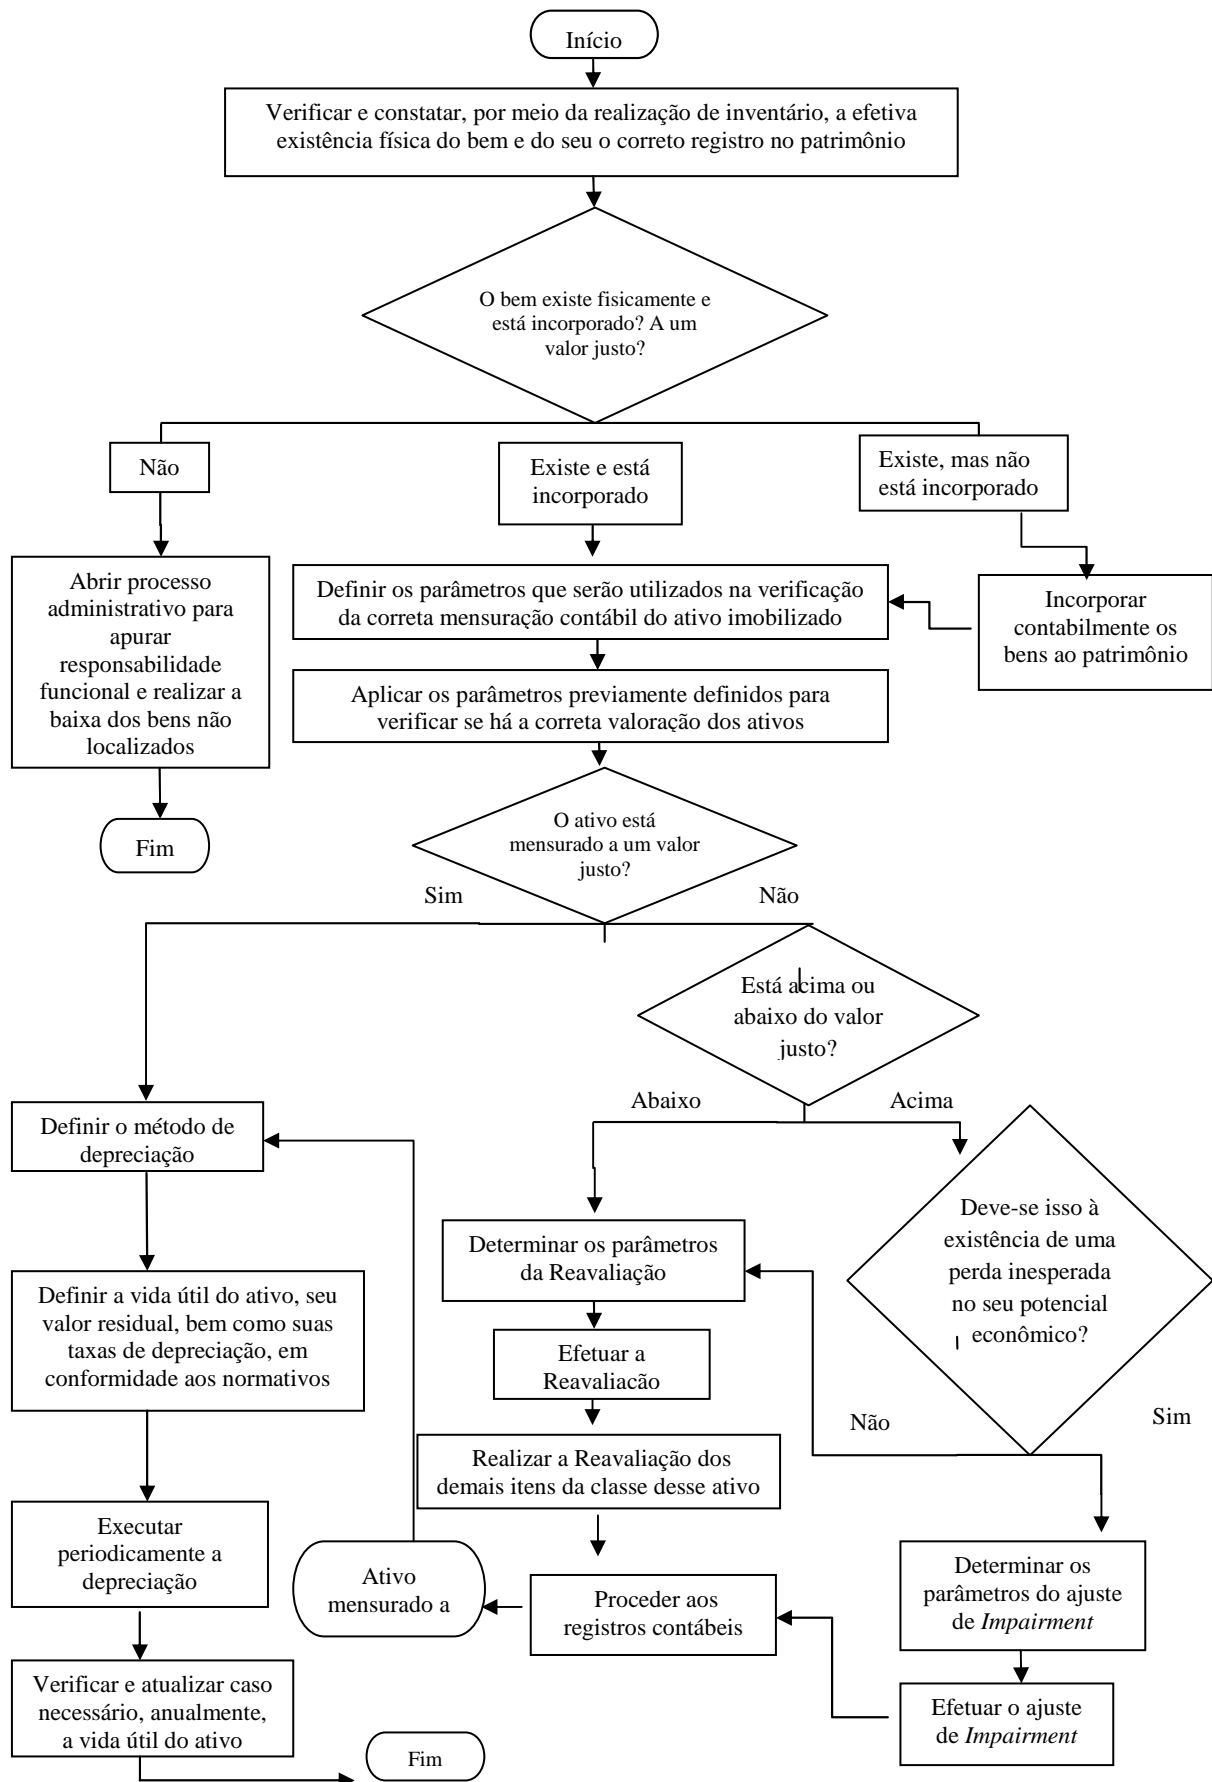 Início
Verificar e constatar, por meio da realização de inventário, a efetiva
existência física do bem e do seu o correto registro no patrimônio
O bem existe fisicamente e
está incorporado? A um
valor justo?
Não
Existe e está
incorporado
Existe, mas não
está incorporado
Abrir processo
administrativo para
apurar
responsabilidade
funcional e realizar a
baixa dos bens não
localizados
Definir os parâmetros que serão utilizados na verificação
da correta mensuração contábil do ativo imobilizado
Incorporar
contabilmente os
bens ao patrimônio
Aplicar os parâmetros previamente definidos para
verificar se há a correta valoração dos ativos
Fim
O ativo está
mensurado a um valor
justo?
Sim
Não
Está acima ou
abaixo do valor
justo?
Abaixo
Acima
Definir o método de
depreciação
Deve-se isso à
existência de uma
perda inesperada
no seu potencial
econômico?
Determinar os parâmetros
da Reavaliação
Definir a vida útil do ativo, seu
valor residual, bem como suas
taxas de depreciação, em
conformidade aos normativos
Efetuar a
Reavaliacão
Não
Sim
Realizar a Reavaliação dos
demais itens da classe desse ativo
Executar
periodicamente a
depreciação
Ativo
mensurado a
Proceder aos
registros contábeis
Determinar os
parâmetros do ajuste
de Impairment
Verificar e atualizar caso
necessário, anualmente,
a vida útil do ativo
Efetuar o ajuste
de Impairment
Fim